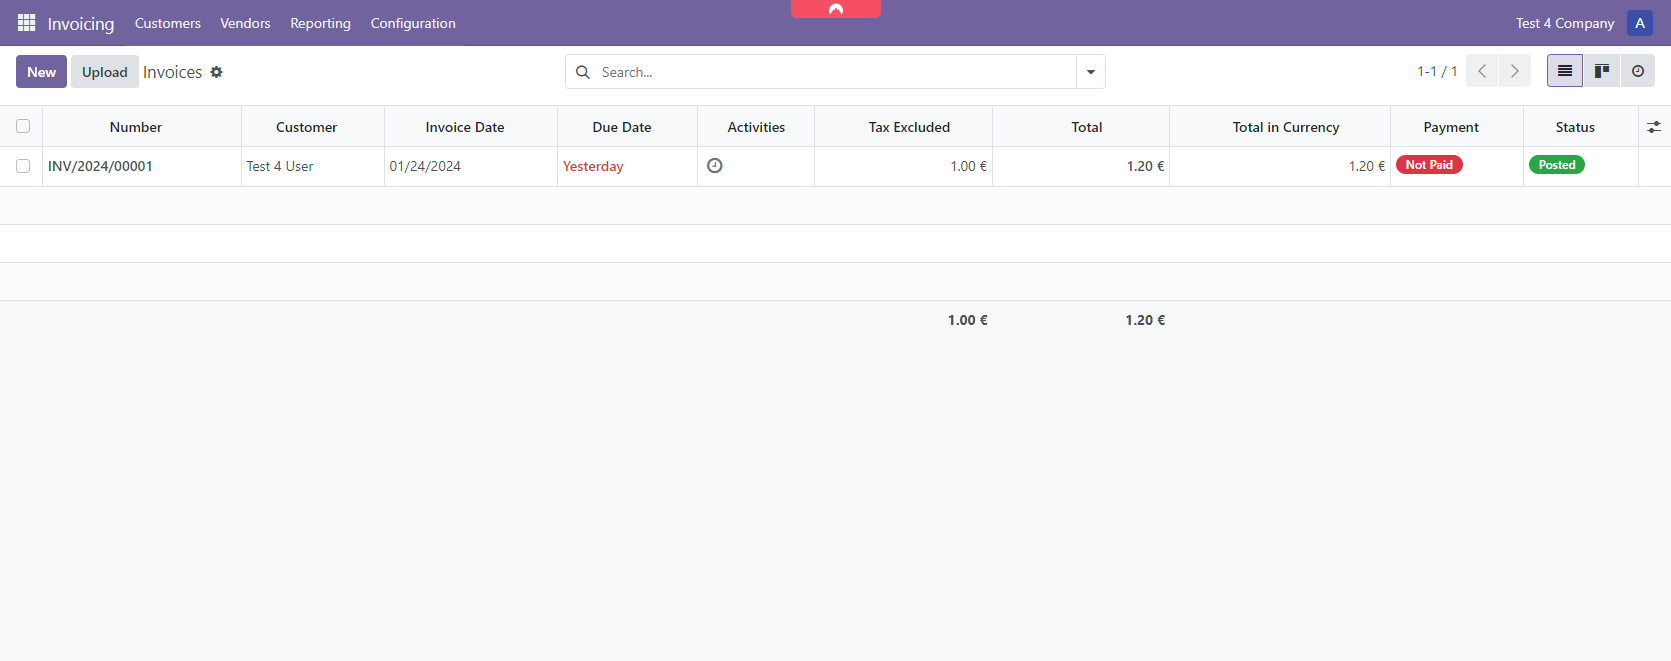 Invoicing Customers Vendors Reporting Configuration Test 4 Company A
New Upload Invoices Search... 1-1 / 1
Number Customer Invoice Date Due Date Activities Tax Excluded Total Total in Currency Payment Status
INV/2024/00001 Test 4 User 01/24/2024 Yesterday 1.00 € 1.20 € 1.20 € Not Paid Posted
1.00 € 1.20 €